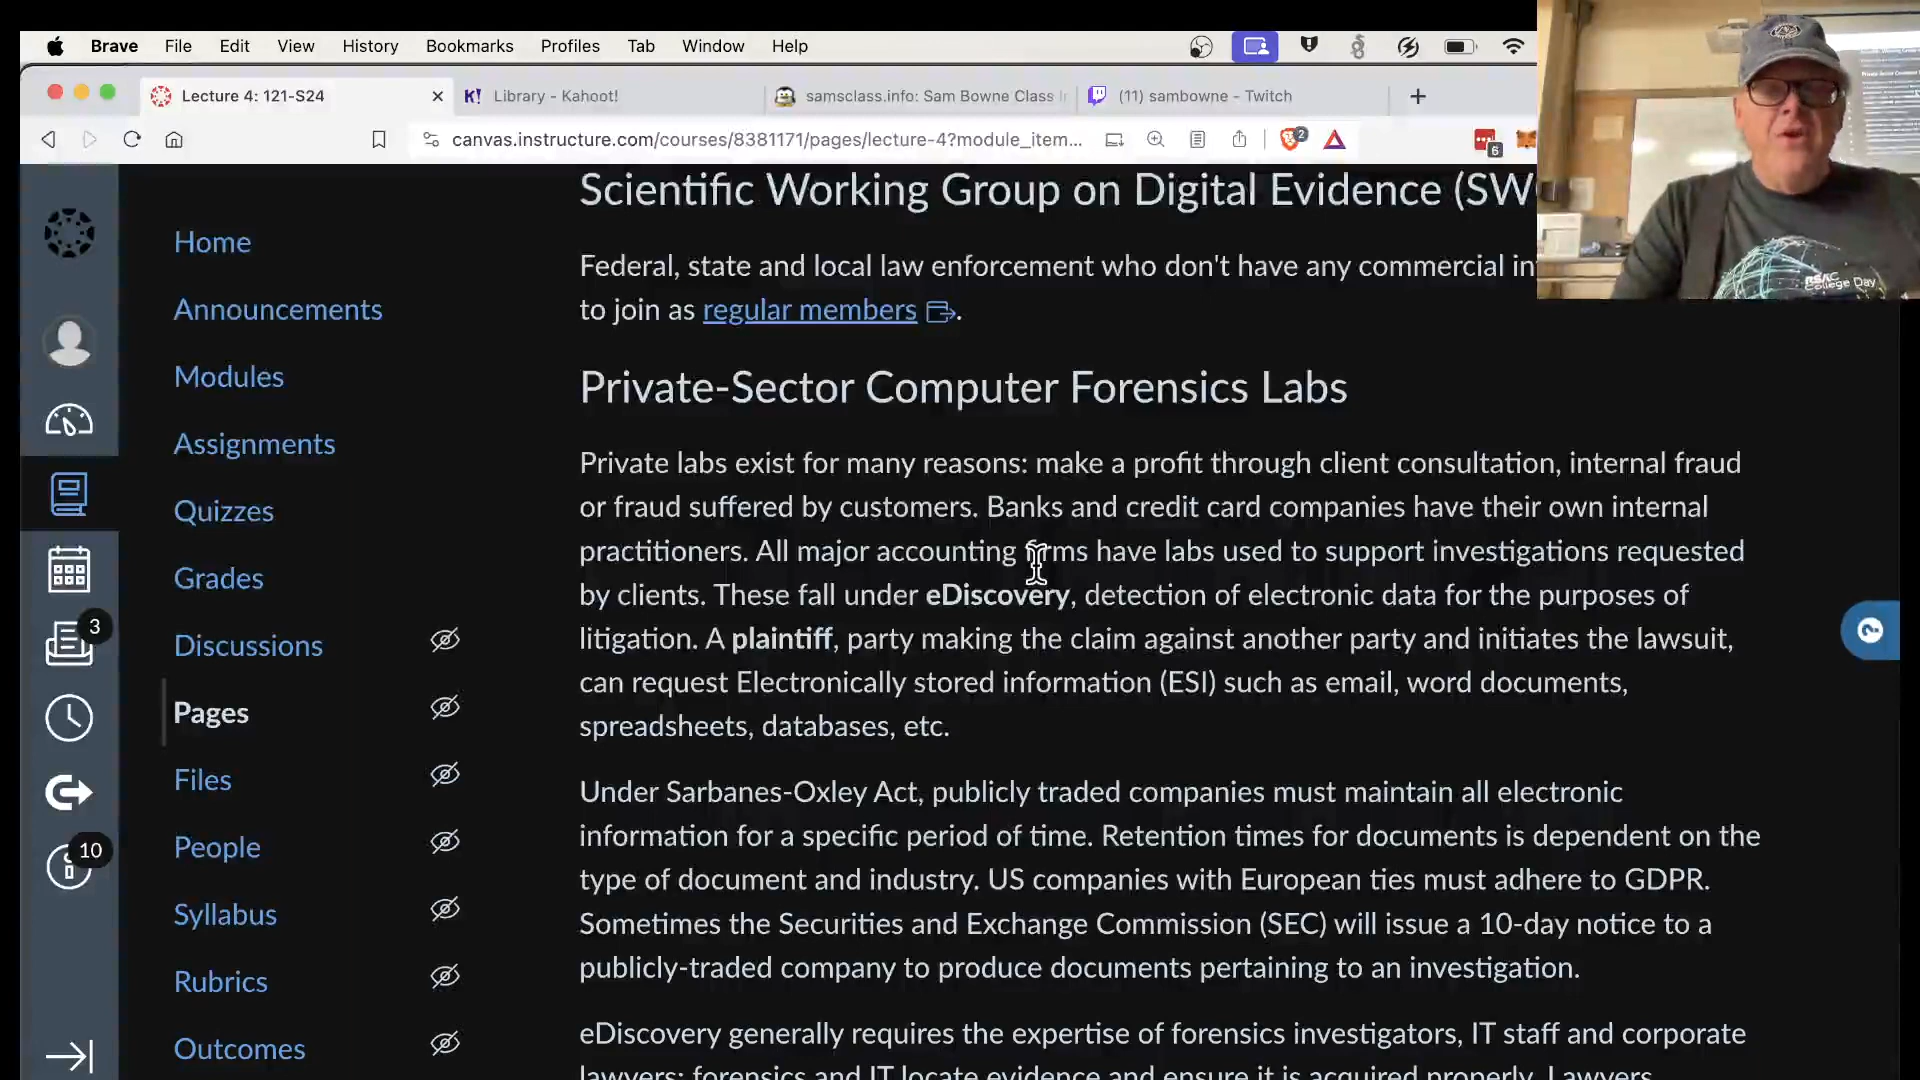 Brave File Edit View History Bookmarks Profiles Tab Window Help
Lecture 4: 121-S24
Library - Kahoot!
samsclass.info: Sam Bowne Class
(11) sambowne - Twitch
canvas.instructure.com/courses/8381171/pages/lecture-4?module_item...
2
6
Home
Announcements
Modules
Assignments
Quizzes
Grades
Discussions
Pages
Files
People
Syllabus
Rubrics
Outcomes
3
10
Scientific Working Group on Digital Evidence (SW
Federal, state and local law enforcement who don't have any commercial in
to join as regular members.
Private-Sector Computer Forensics Labs
Private labs exist for many reasons: make a profit through client consultation, internal fraud
or fraud suffered by customers. Banks and credit card companies have their own internal
practitioners. All major accounting firms have labs used to support investigations requested
by clients. These fall under eDiscovery, detection of electronic data for the purposes of
litigation. A plaintiff, party making the claim against another party and initiates the lawsuit,
can request Electronically stored information (ESI) such as email, word documents,
spreadsheets, databases, etc.
Under Sarbanes-Oxley Act, publicly traded companies must maintain all electronic
information for a specific period of time. Retention times for documents is dependent on the
type of document and industry. US companies with European ties must adhere to GDPR.
Sometimes the Securities and Exchange Commission (SEC) will issue a 10-day notice to a
publicly-traded company to produce documents pertaining to an investigation.
eDiscovery generally requires the expertise of forensics investigators, IT staff and corporate
lawyers: forensics and IT locate evidence and ensure it is acquired properly. Lawyers
RSAC
College Day